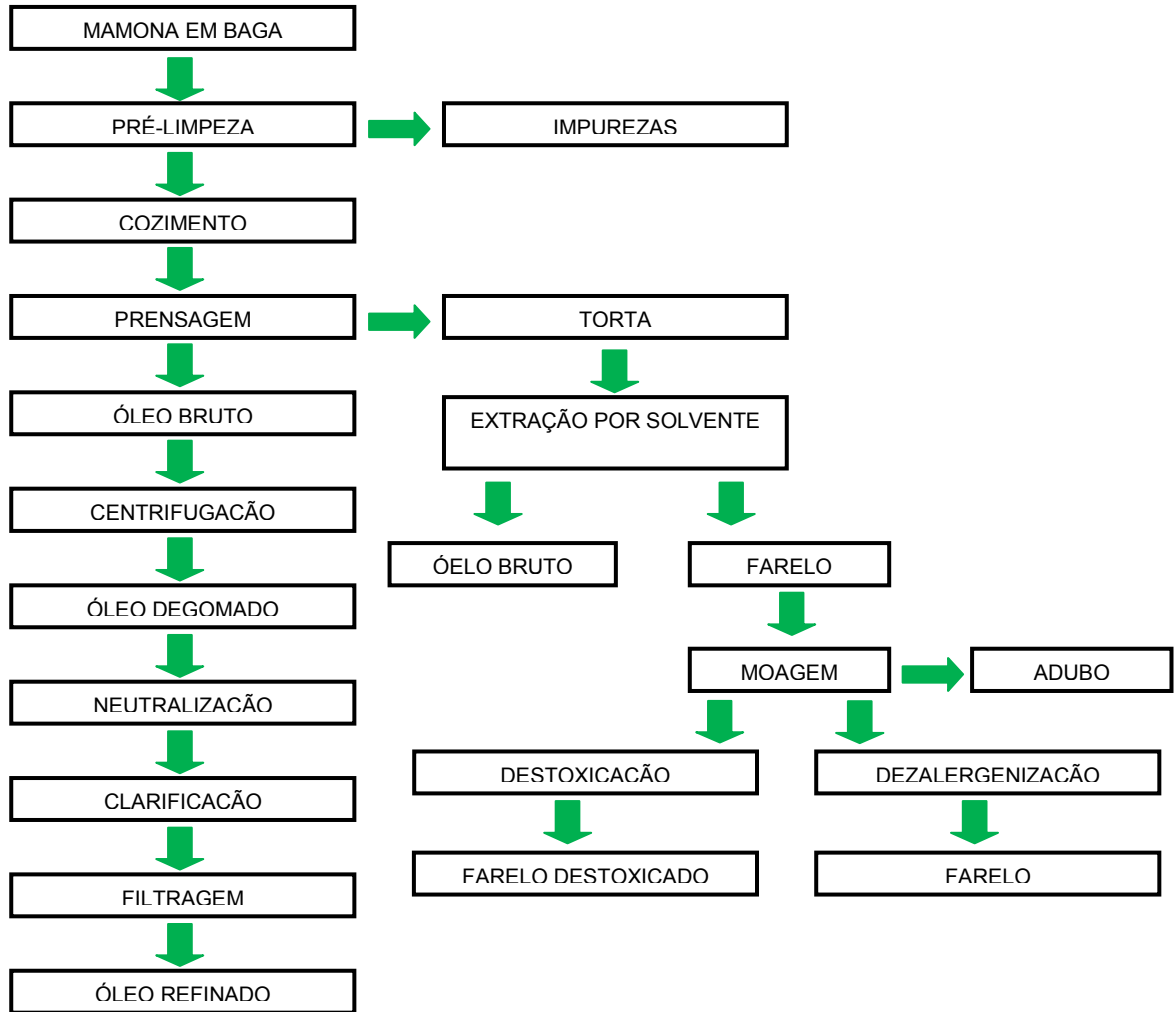 MAMONA EM BAGA
PRÉ-LIMPEZA
IMPUREZAS
COZIMENTO
PRENSAGEM
TORTA
ÓLEO BRUTO
EXTRAÇÃO POR SOLVENTE
CENTRIFUGACÃO
ÓELO BRUTO
FARELO
ÓLEO DEGOMADO
MOAGEM
ADUBO
NEUTRALIZACÃO
DESTOXICACÃO
DEZALERGENIZACÃO
CLARIFICACÃO
FARELO DESTOXICADO
FARELO
FILTRAGEM
ÓLEO REFINADO